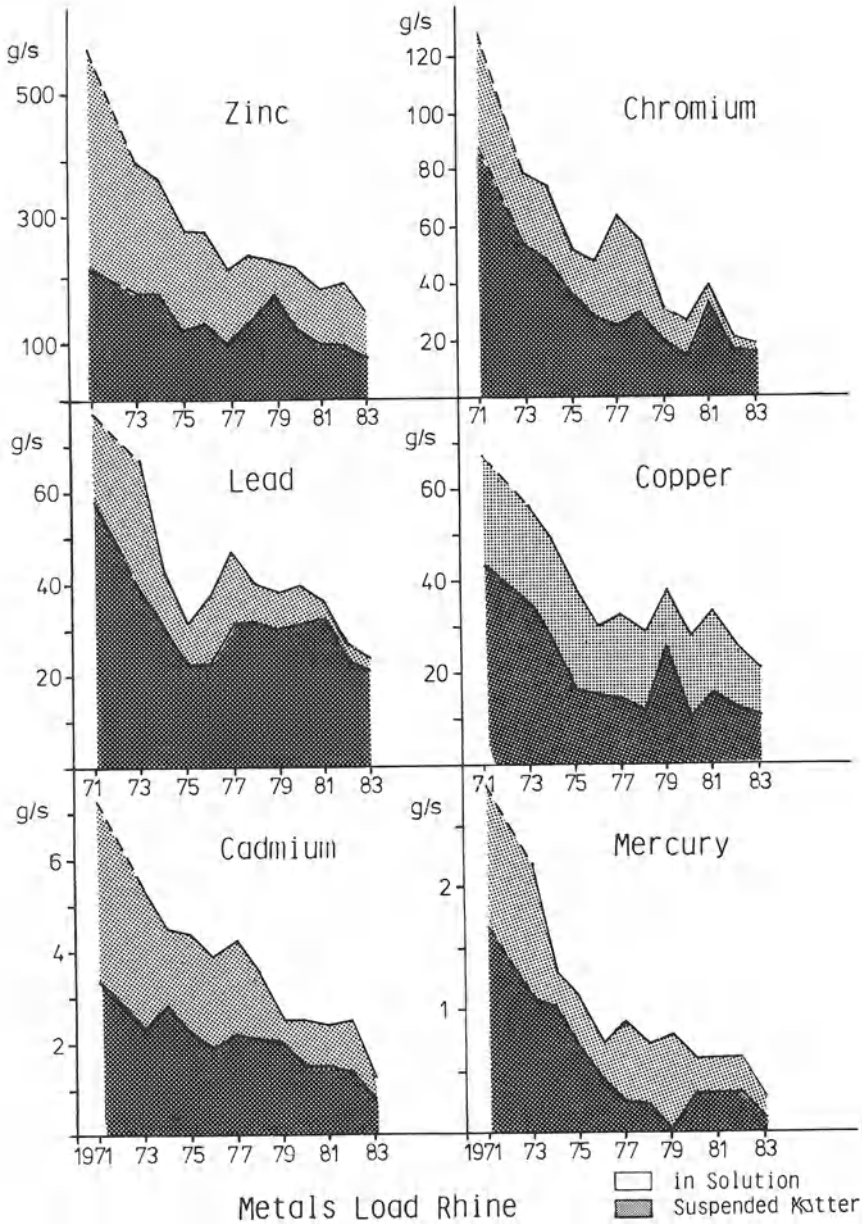 g/s
500
300
100
Zinc
73 75 77 79 81 83
g/s
120
100
80
60
40
20
Chromium
71 73 75 77 79 81 83
g/s
60
40
20
Lead
71 73 75 77 79 81 83
g/s
60
40
20
Copper
71 73 75 77 79 81 83
g/s
6
4
2
Cadmium
1971 73 75 77 79 81 83
g/s
2
1
Mercury
1971 73 75 77 79 81 83
Metals Load Rhine
in Solution
Suspended Matter